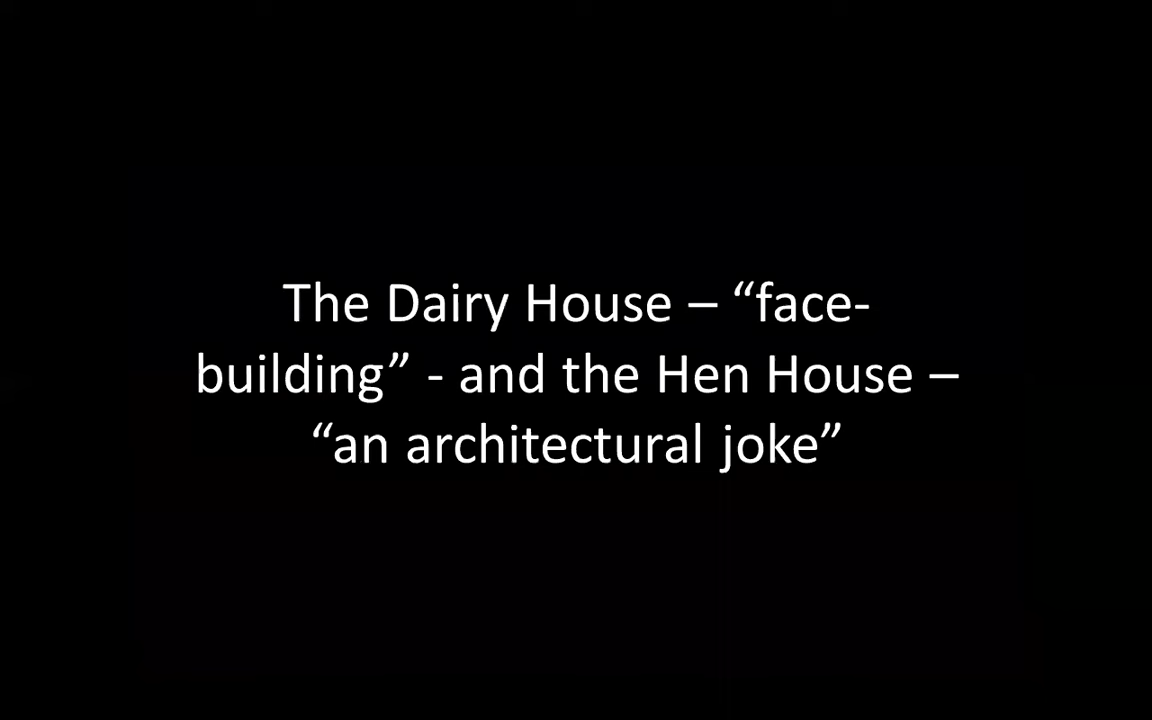 The Dairy House – “face-
building” - and the Hen House –
“an architectural joke”